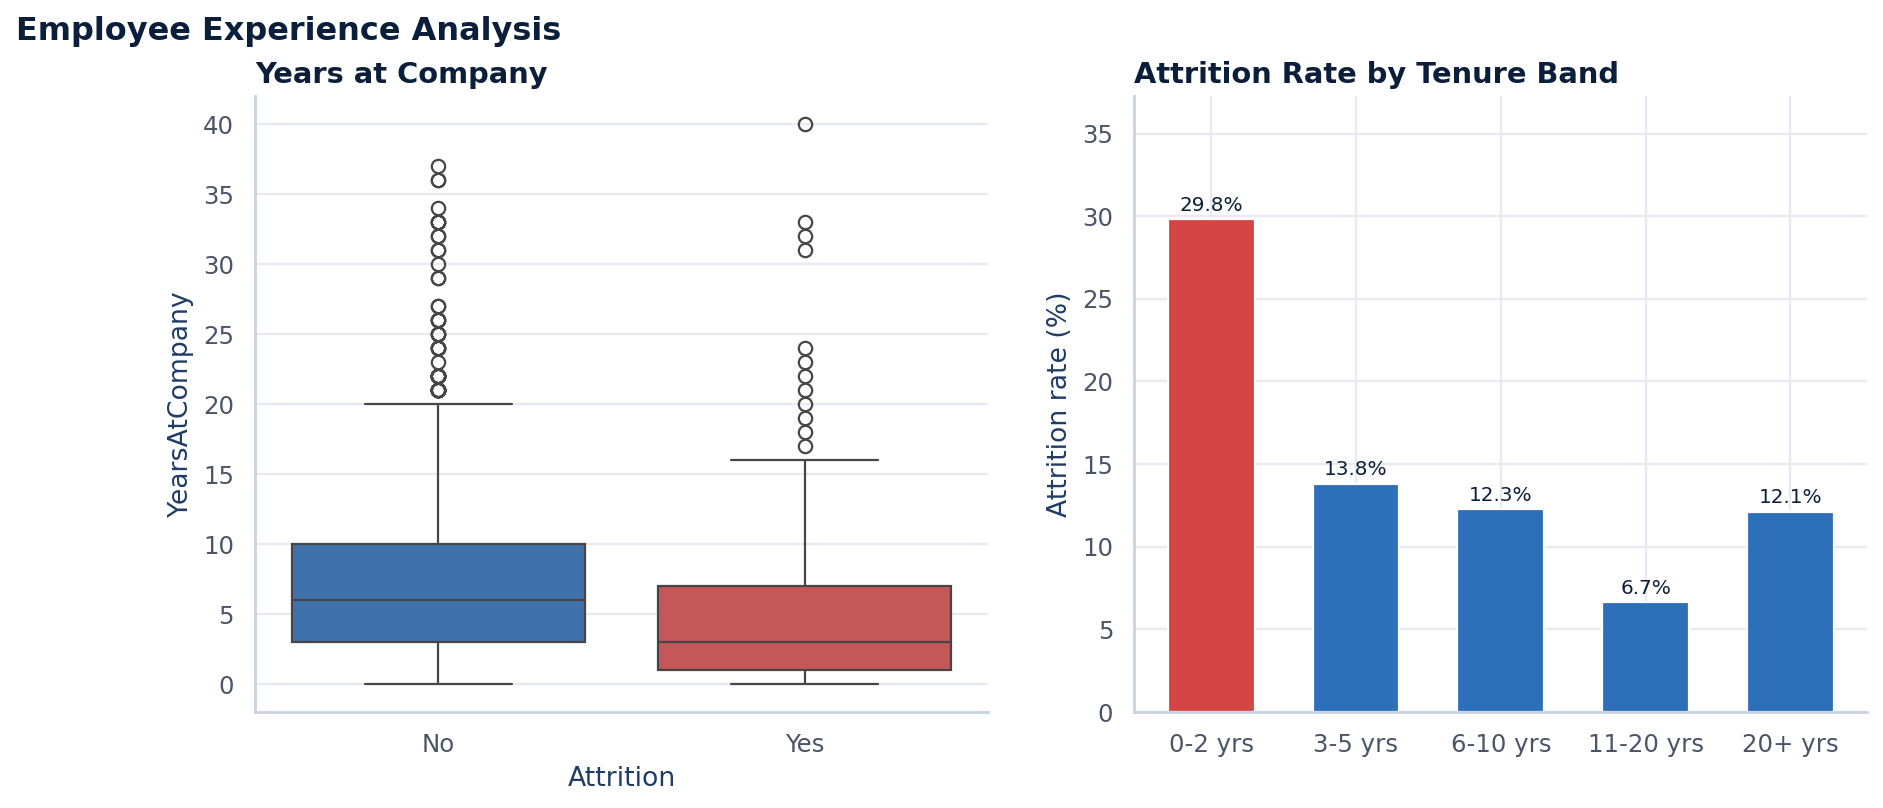 Employee Experience Analysis
Years at Company
YearsAtCompany
40
35
30
25
20
15
10
5
0
No
Yes
Attrition
Attrition Rate by Tenure Band
Attrition rate (%)
35
30
25
20
15
10
5
0
29.8%
13.8%
12.3%
6.7%
12.1%
0-2 yrs
3-5 yrs
6-10 yrs
11-20 yrs
20+ yrs